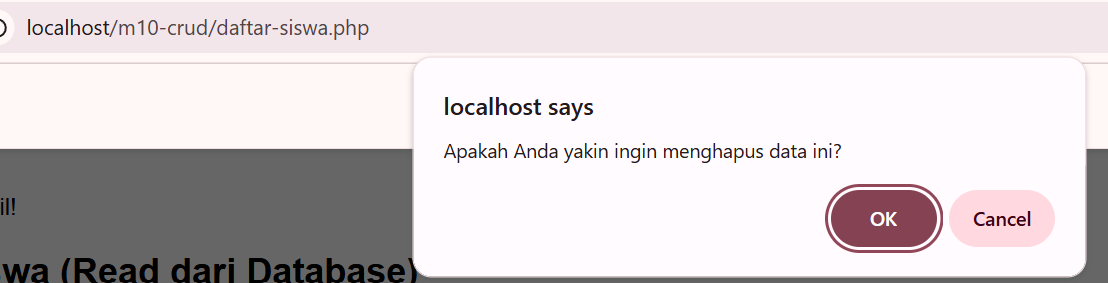 localhost/m10-crud/daftar-siswa.php
localhost says
Apakah Anda yakin ingin menghapus data ini?
OK
Cancel
il!
swa (Read dari Database)